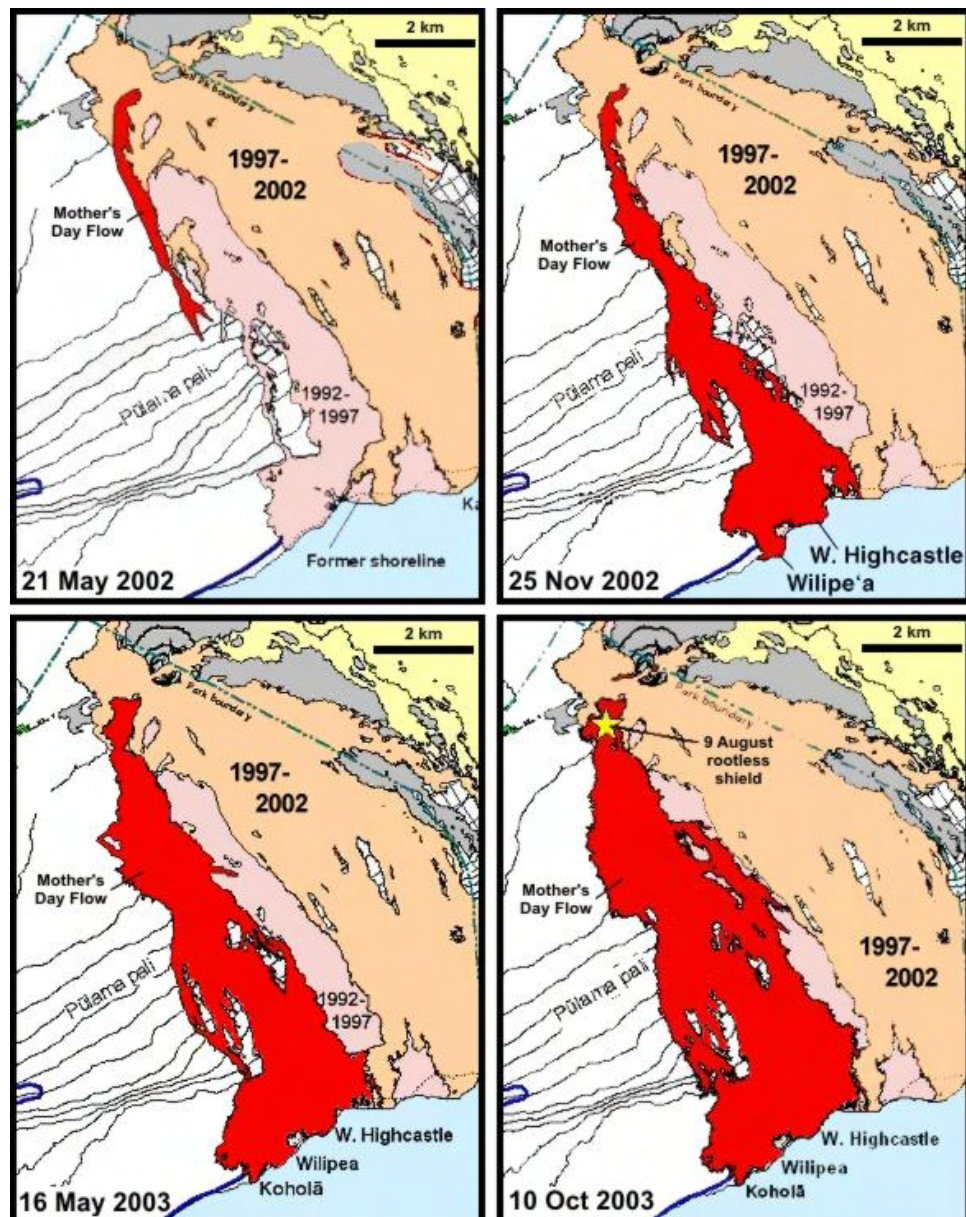 2 km
Park boundary
1997-
2002
Mother's
Day Flow
Pūlama pali
1992-
1997
Former shoreline
21 May 2002
2 km
Park boundary
1997-
2002
Mother's
Day Flow
Pūlama pali
1992-
1997
W. Highcastle
Wilipe'a
25 Nov 2002
2 km
Park boundary
1997-
2002
Mother's
Day Flow
Pūlama pali
1992-
1997
W. Highcastle
Wilipea
Koholā
16 May 2003
2 km
Park boundary
9 August
rootless
shield
Mother's
Day Flow
1997-
2002
Pūlama pali
W. Highcastle
Wilipea
Koholā
10 Oct 2003